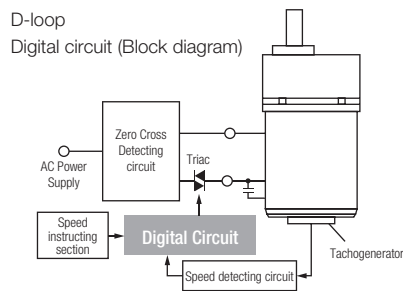 D-loop
Digital circuit (Block diagram)
Zero Cross
Detecting
circuit
Triac
AC Power
Supply
Speed
instructing
section
Digital Circuit
Tachogenerator
Speed detecting circuit